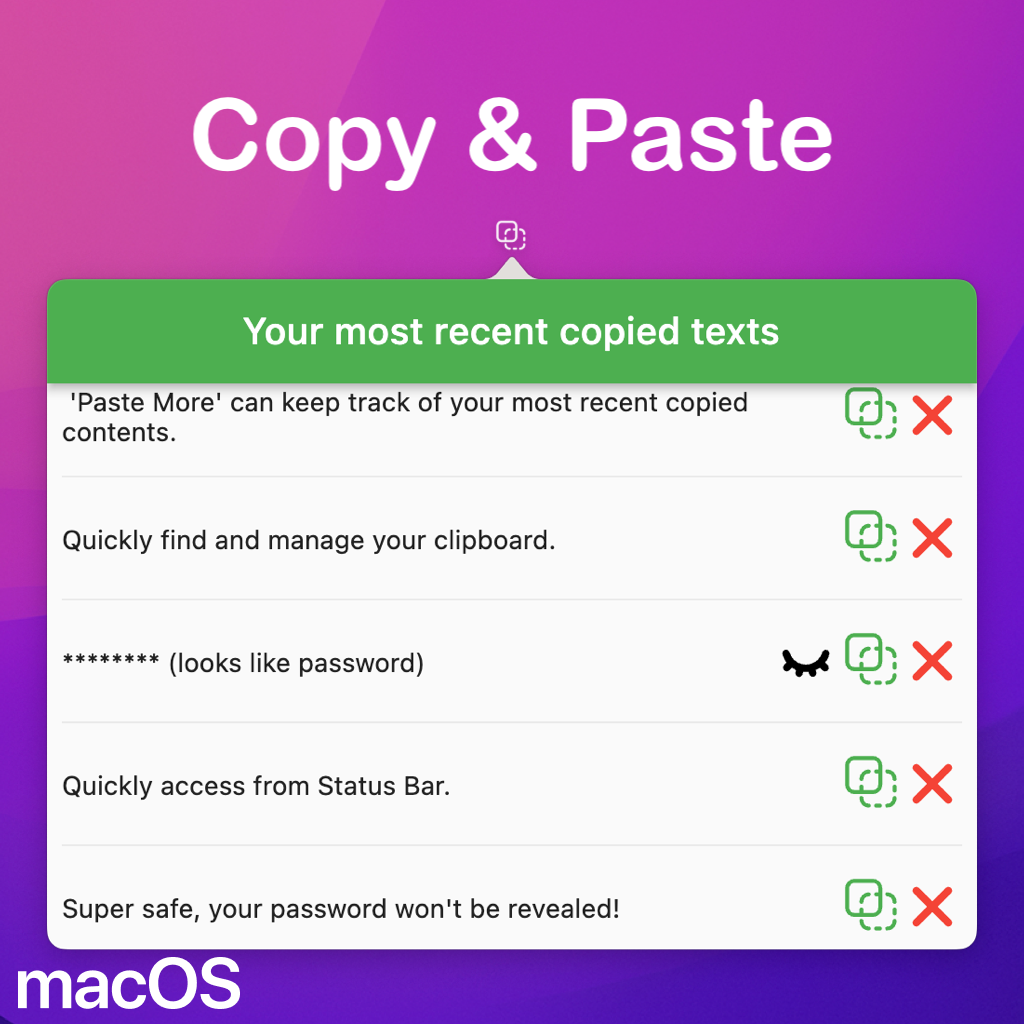 Copy & Paste
Your most recent copied texts
'Paste More' can keep track of your most recent copied
contents.
Quickly find and manage your clipboard.
******** (looks like password)
Quickly access from Status Bar.
Super safe, your password won't be revealed!
macOS